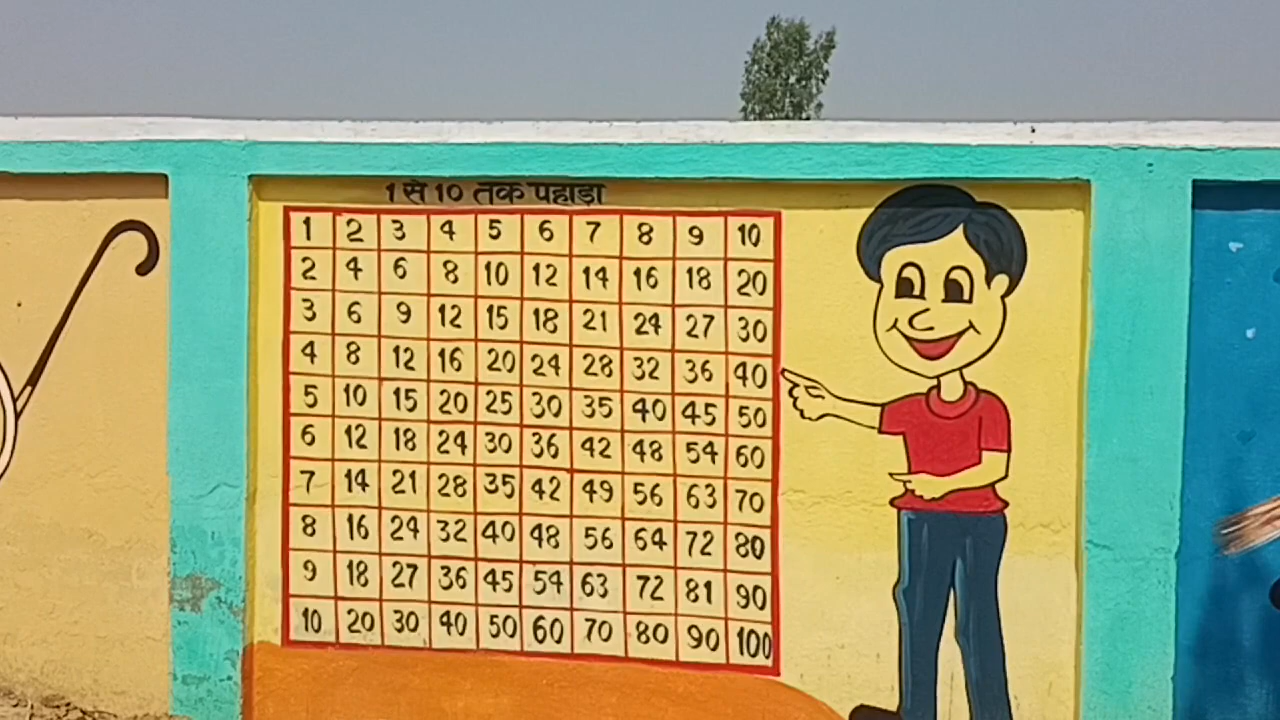 1 से 10 तक पहाड़ा
1 2 3 4 5 6 7 8 9 10
2 4 6 8 10 12 14 16 18 20
3 6 9 12 15 18 21 24 27 30
4 8 12 16 20 24 28 32 36 40
5 10 15 20 25 30 35 40 45 50
6 12 18 24 30 36 42 48 54 60
7 14 21 28 35 42 49 56 63 70
8 16 24 32 40 48 56 64 72 80
9 18 27 36 45 54 63 72 81 90
10 20 30 40 50 60 70 80 90 100